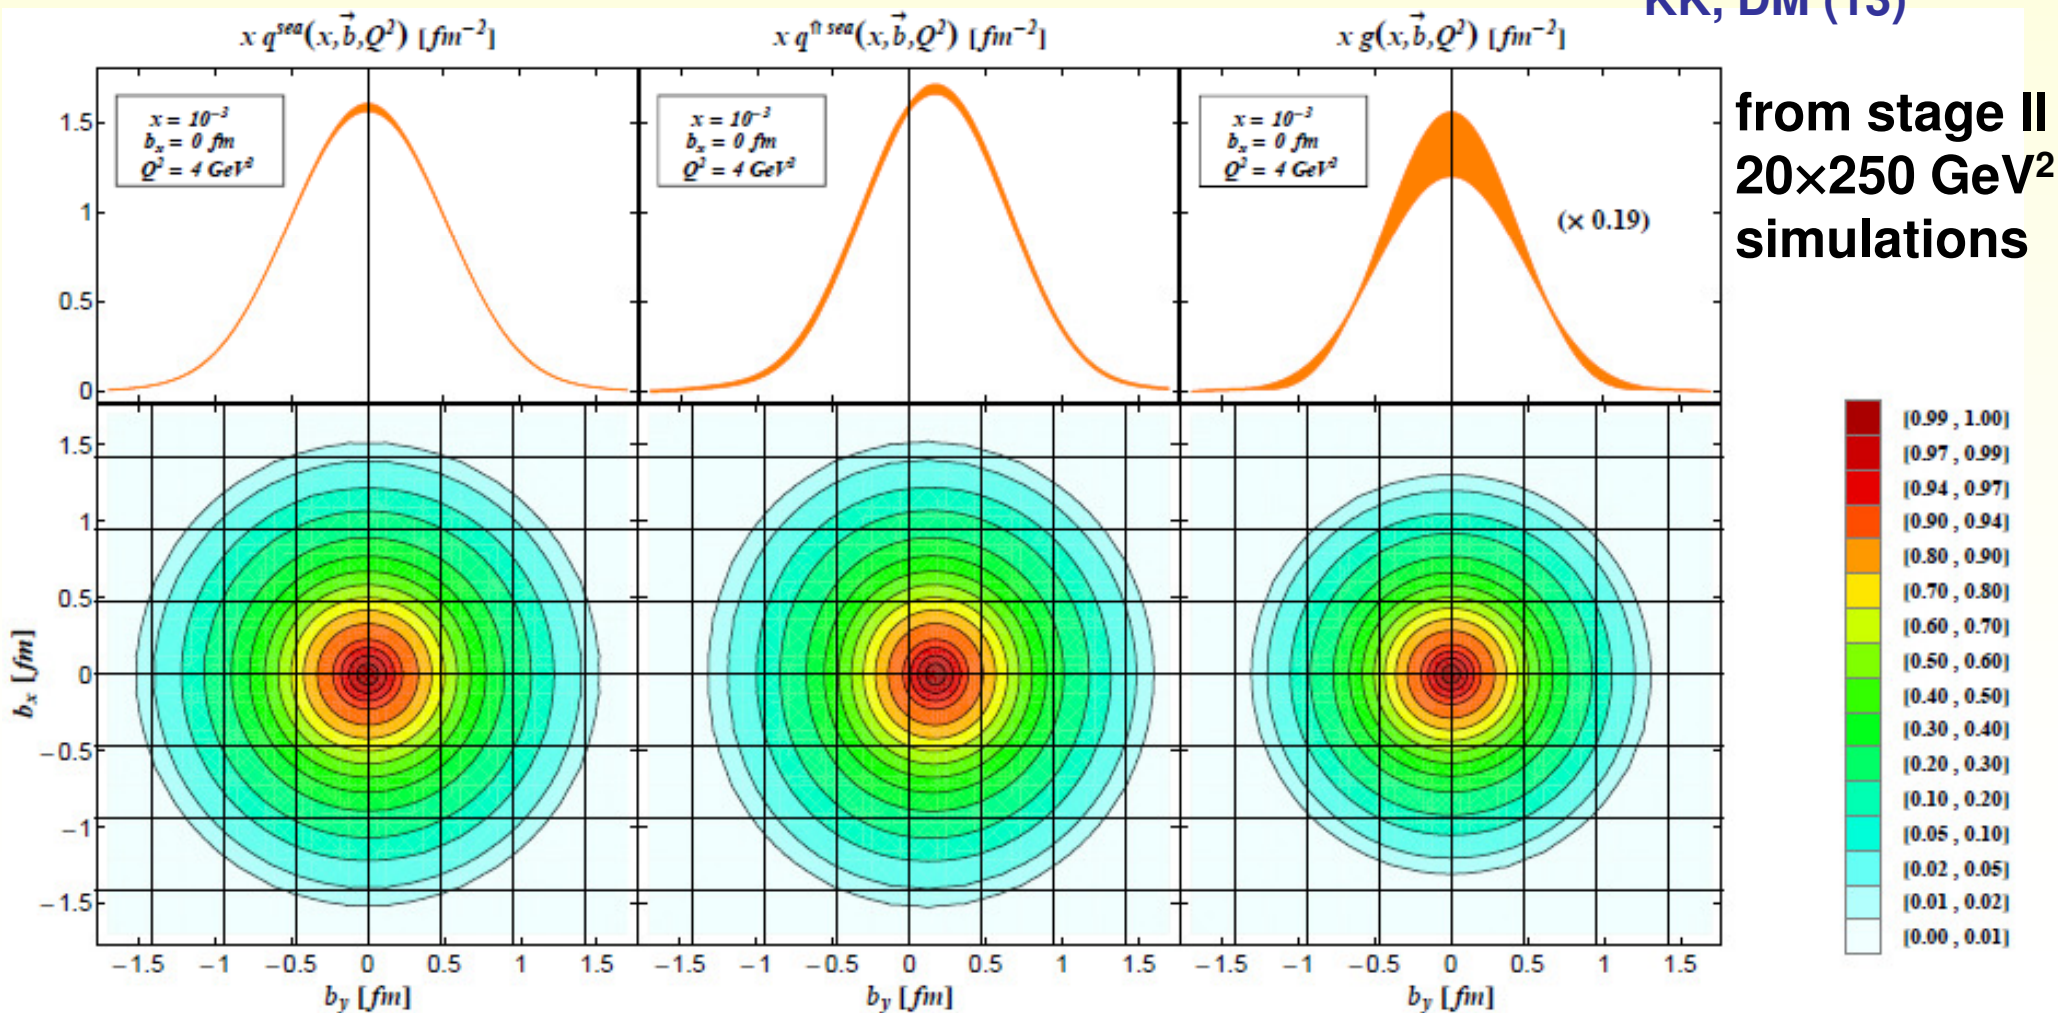 KK, DM (13)
x q^sea(x,b⃗,Q²) [fm⁻²]
x q^⇑ sea(x,b⃗,Q²) [fm⁻²]
x g(x,b⃗,Q²) [fm⁻²]
from stage II
20×250 GeV²
simulations
x = 10⁻³
b_x = 0 fm
Q² = 4 GeV²
x = 10⁻³
b_x = 0 fm
Q² = 4 GeV²
x = 10⁻³
b_x = 0 fm
Q² = 4 GeV²
(× 0.19)
1.5
1
0.5
0
1.5
1
0.5
0
−0.5
−1
−1.5
b_x [fm]
−1.5 −1 −0.5 0 0.5 1 1.5
−1.5 −1 −0.5 0 0.5 1 1.5
−1.5 −1 −0.5 0 0.5 1 1.5
b_y [fm]
b_y [fm]
b_y [fm]
[0.99 , 1.00]
[0.97 , 0.99]
[0.94 , 0.97]
[0.90 , 0.94]
[0.80 , 0.90]
[0.70 , 0.80]
[0.60 , 0.70]
[0.50 , 0.60]
[0.40 , 0.50]
[0.30 , 0.40]
[0.20 , 0.30]
[0.10 , 0.20]
[0.05 , 0.10]
[0.02 , 0.05]
[0.01 , 0.02]
[0.00 , 0.01]